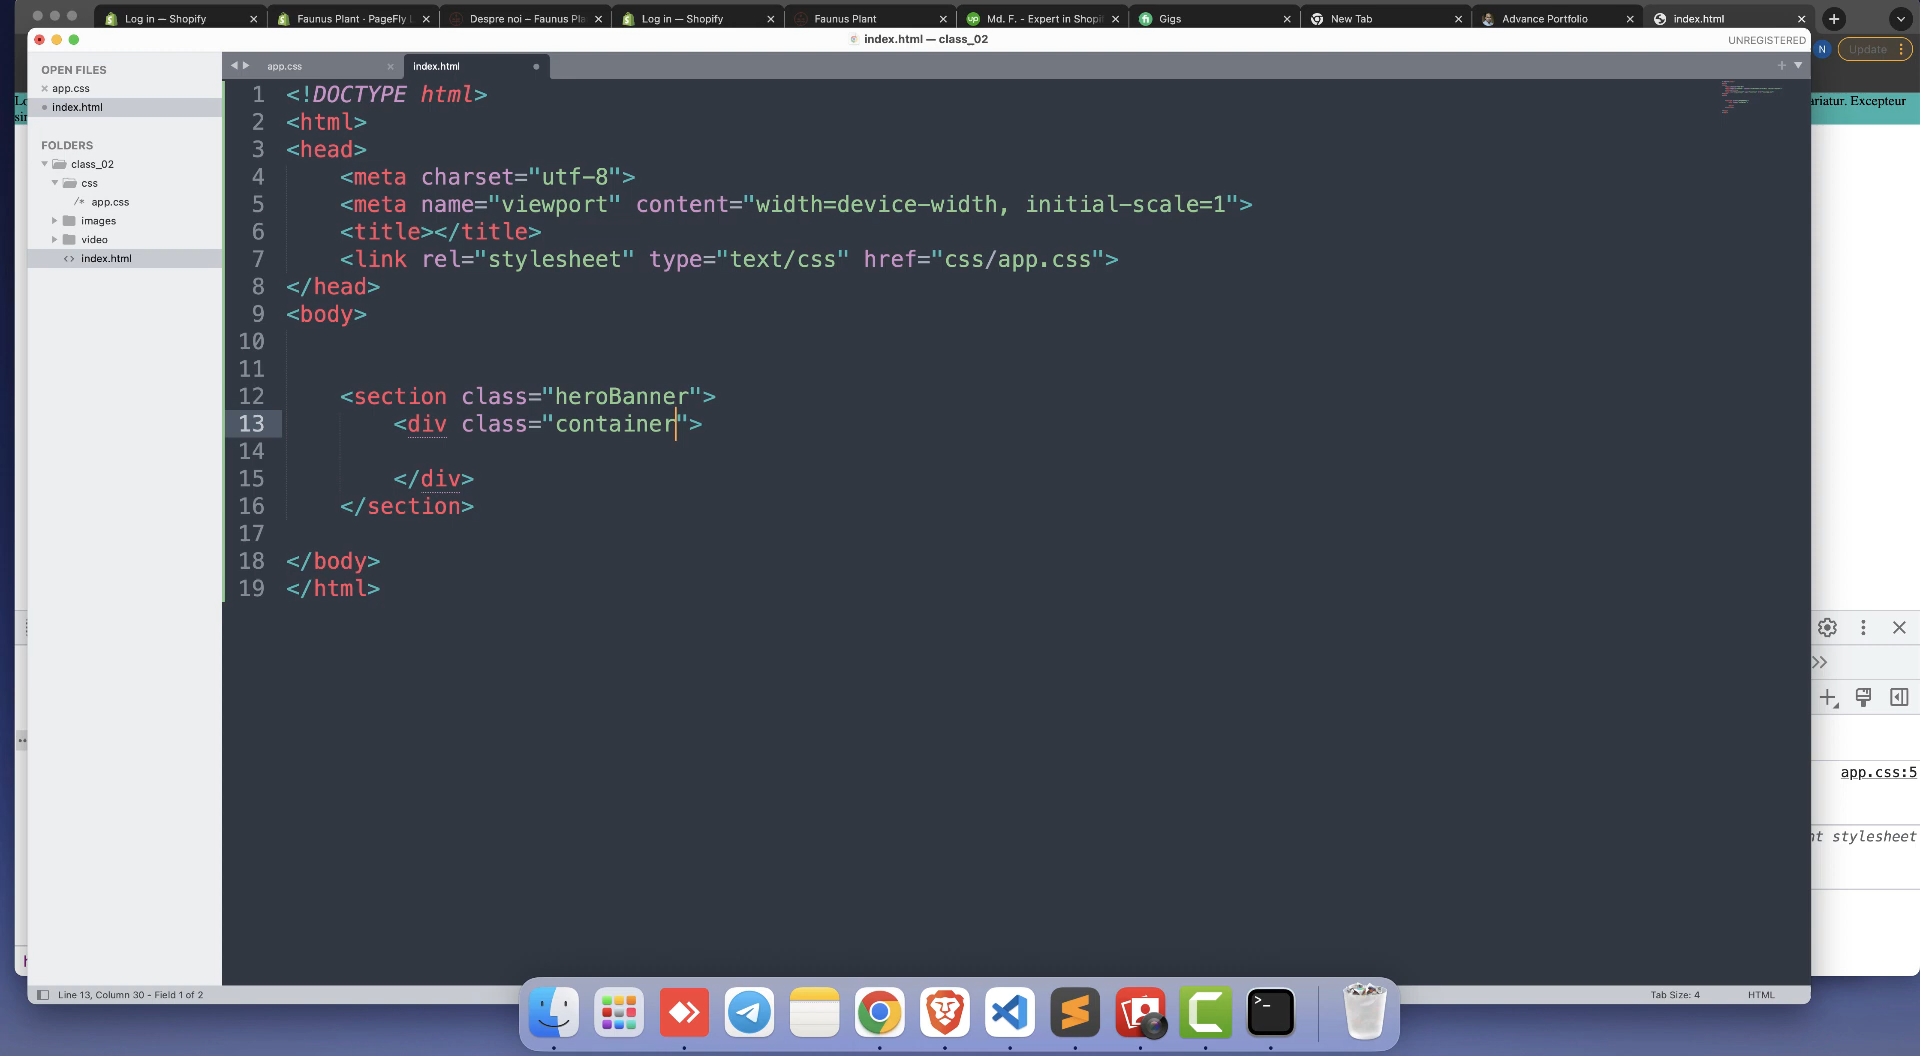 Log in — Shopify
Faunus Plant · PageFly L
Despre noi – Faunus Pla
Log in — Shopify
Faunus Plant
Md. F. - Expert in Shopi
Gigs
New Tab
Advance Portfolio
index.html
index.html — class_02
UNREGISTERED
N
Update
OPEN FILES
app.css
index.html
FOLDERS
class_02
css
app.css
images
video
index.html
app.css
index.html
1 <!DOCTYPE html>
2 <html>
3 <head>
4 <meta charset="utf-8">
5 <meta name="viewport" content="width=device-width, initial-scale=1">
6 <title></title>
7 <link rel="stylesheet" type="text/css" href="css/app.css">
8 </head>
9 <body>
10
11
12 <section class="heroBanner">
13 <div class="container">
14
15 </div>
16 </section>
17
18 </body>
19 </html>
Lo
sin
ariatur. Excepteur
app.css:5
nt stylesheet
h
Line 13, Column 30 - Field 1 of 2
Tab Size: 4
HTML